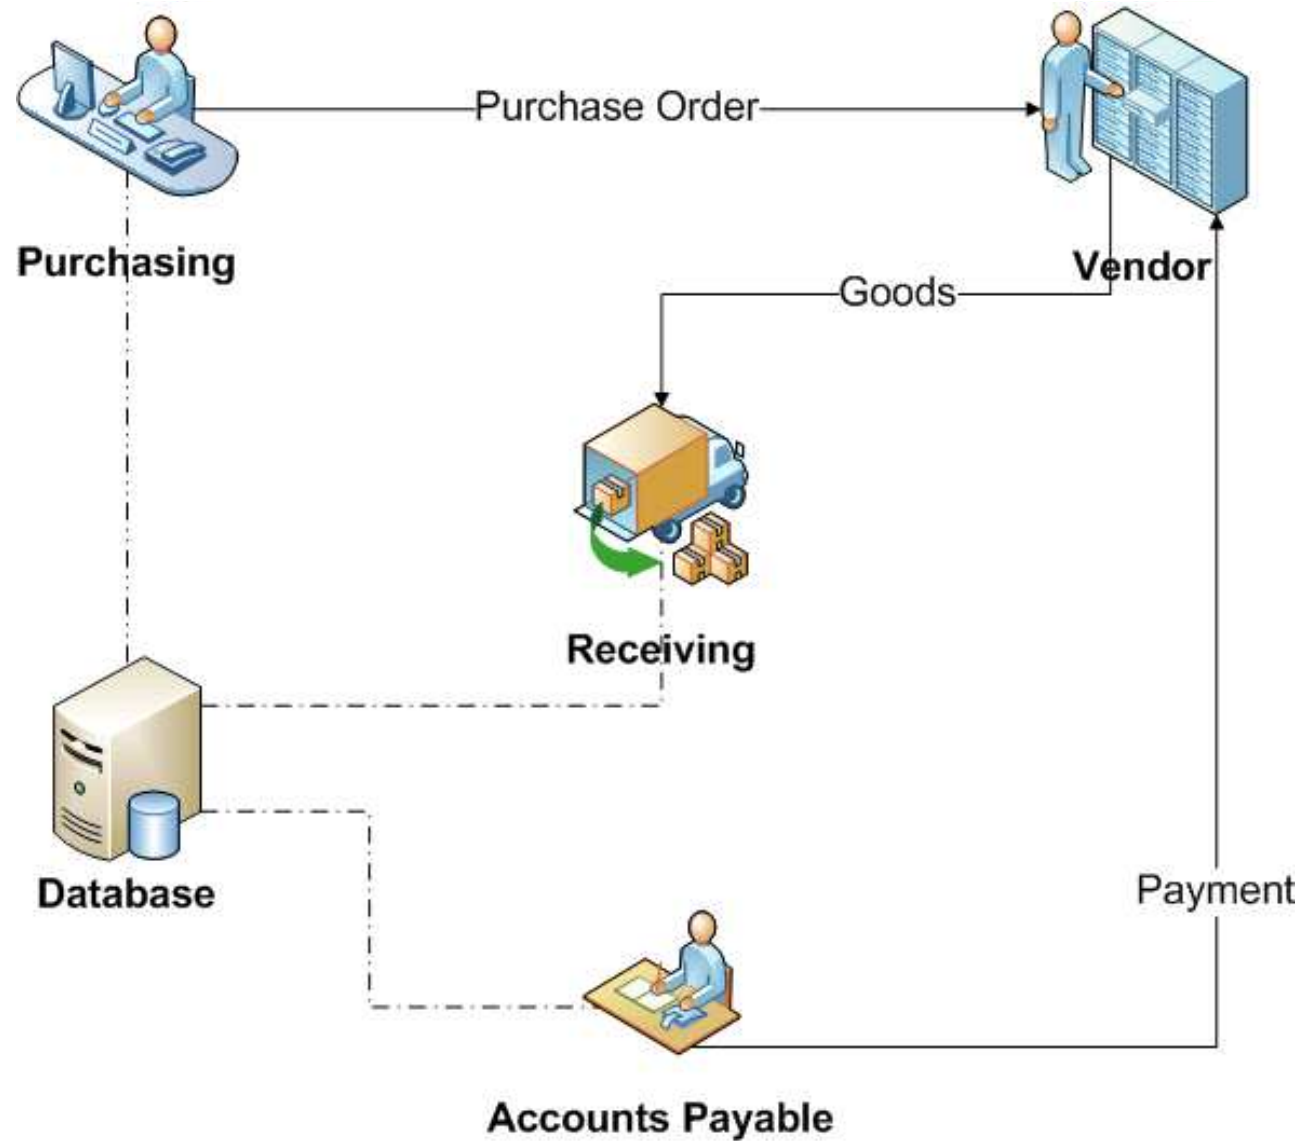 Purchase Order
Purchasing
Vendor
Goods
Receiving
Database
Payment
Accounts Payable